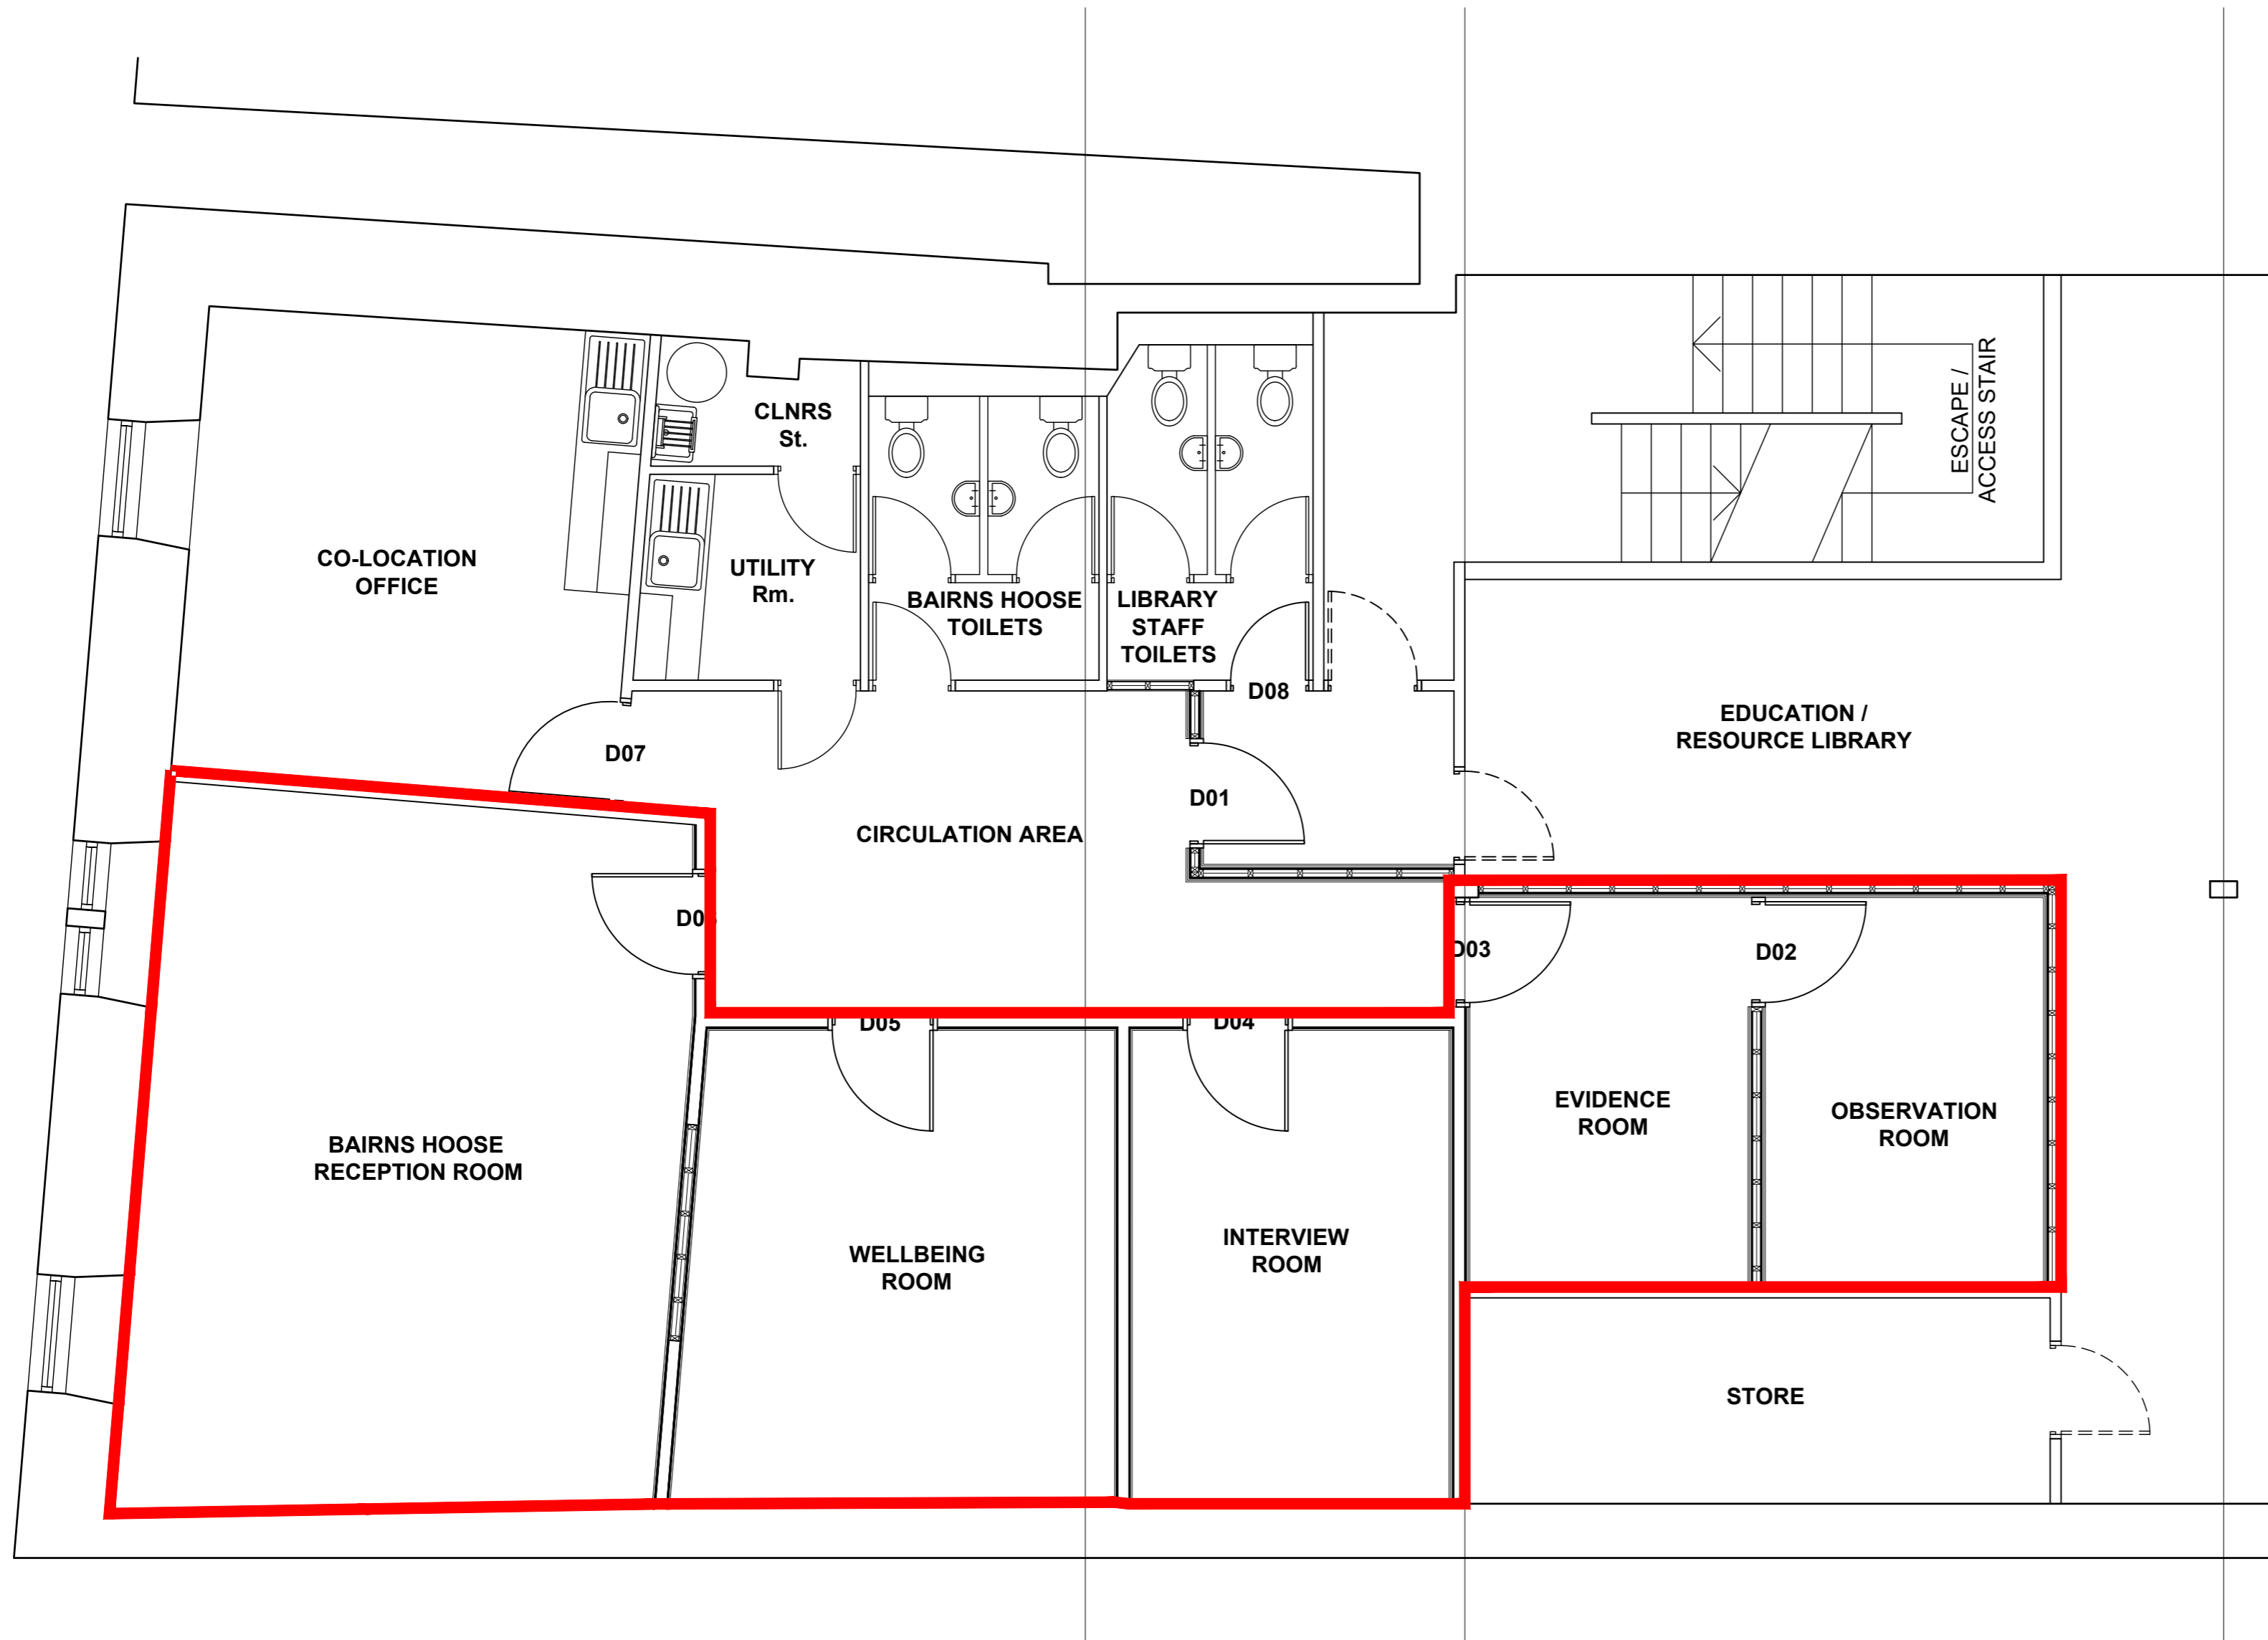 ESCAPE /
ACCESS STAIR
CLNRS
St.
CO-LOCATION
OFFICE
UTILITY
Rm.
BAIRNS HOOSE
TOILETS
LIBRARY
STAFF
TOILETS
D08
EDUCATION /
RESOURCE LIBRARY
D07
D01
CIRCULATION AREA
D06
D03
D02
D05
D04
EVIDENCE
ROOM
OBSERVATION
ROOM
BAIRNS HOOSE
RECEPTION ROOM
WELLBEING
ROOM
INTERVIEW
ROOM
STORE